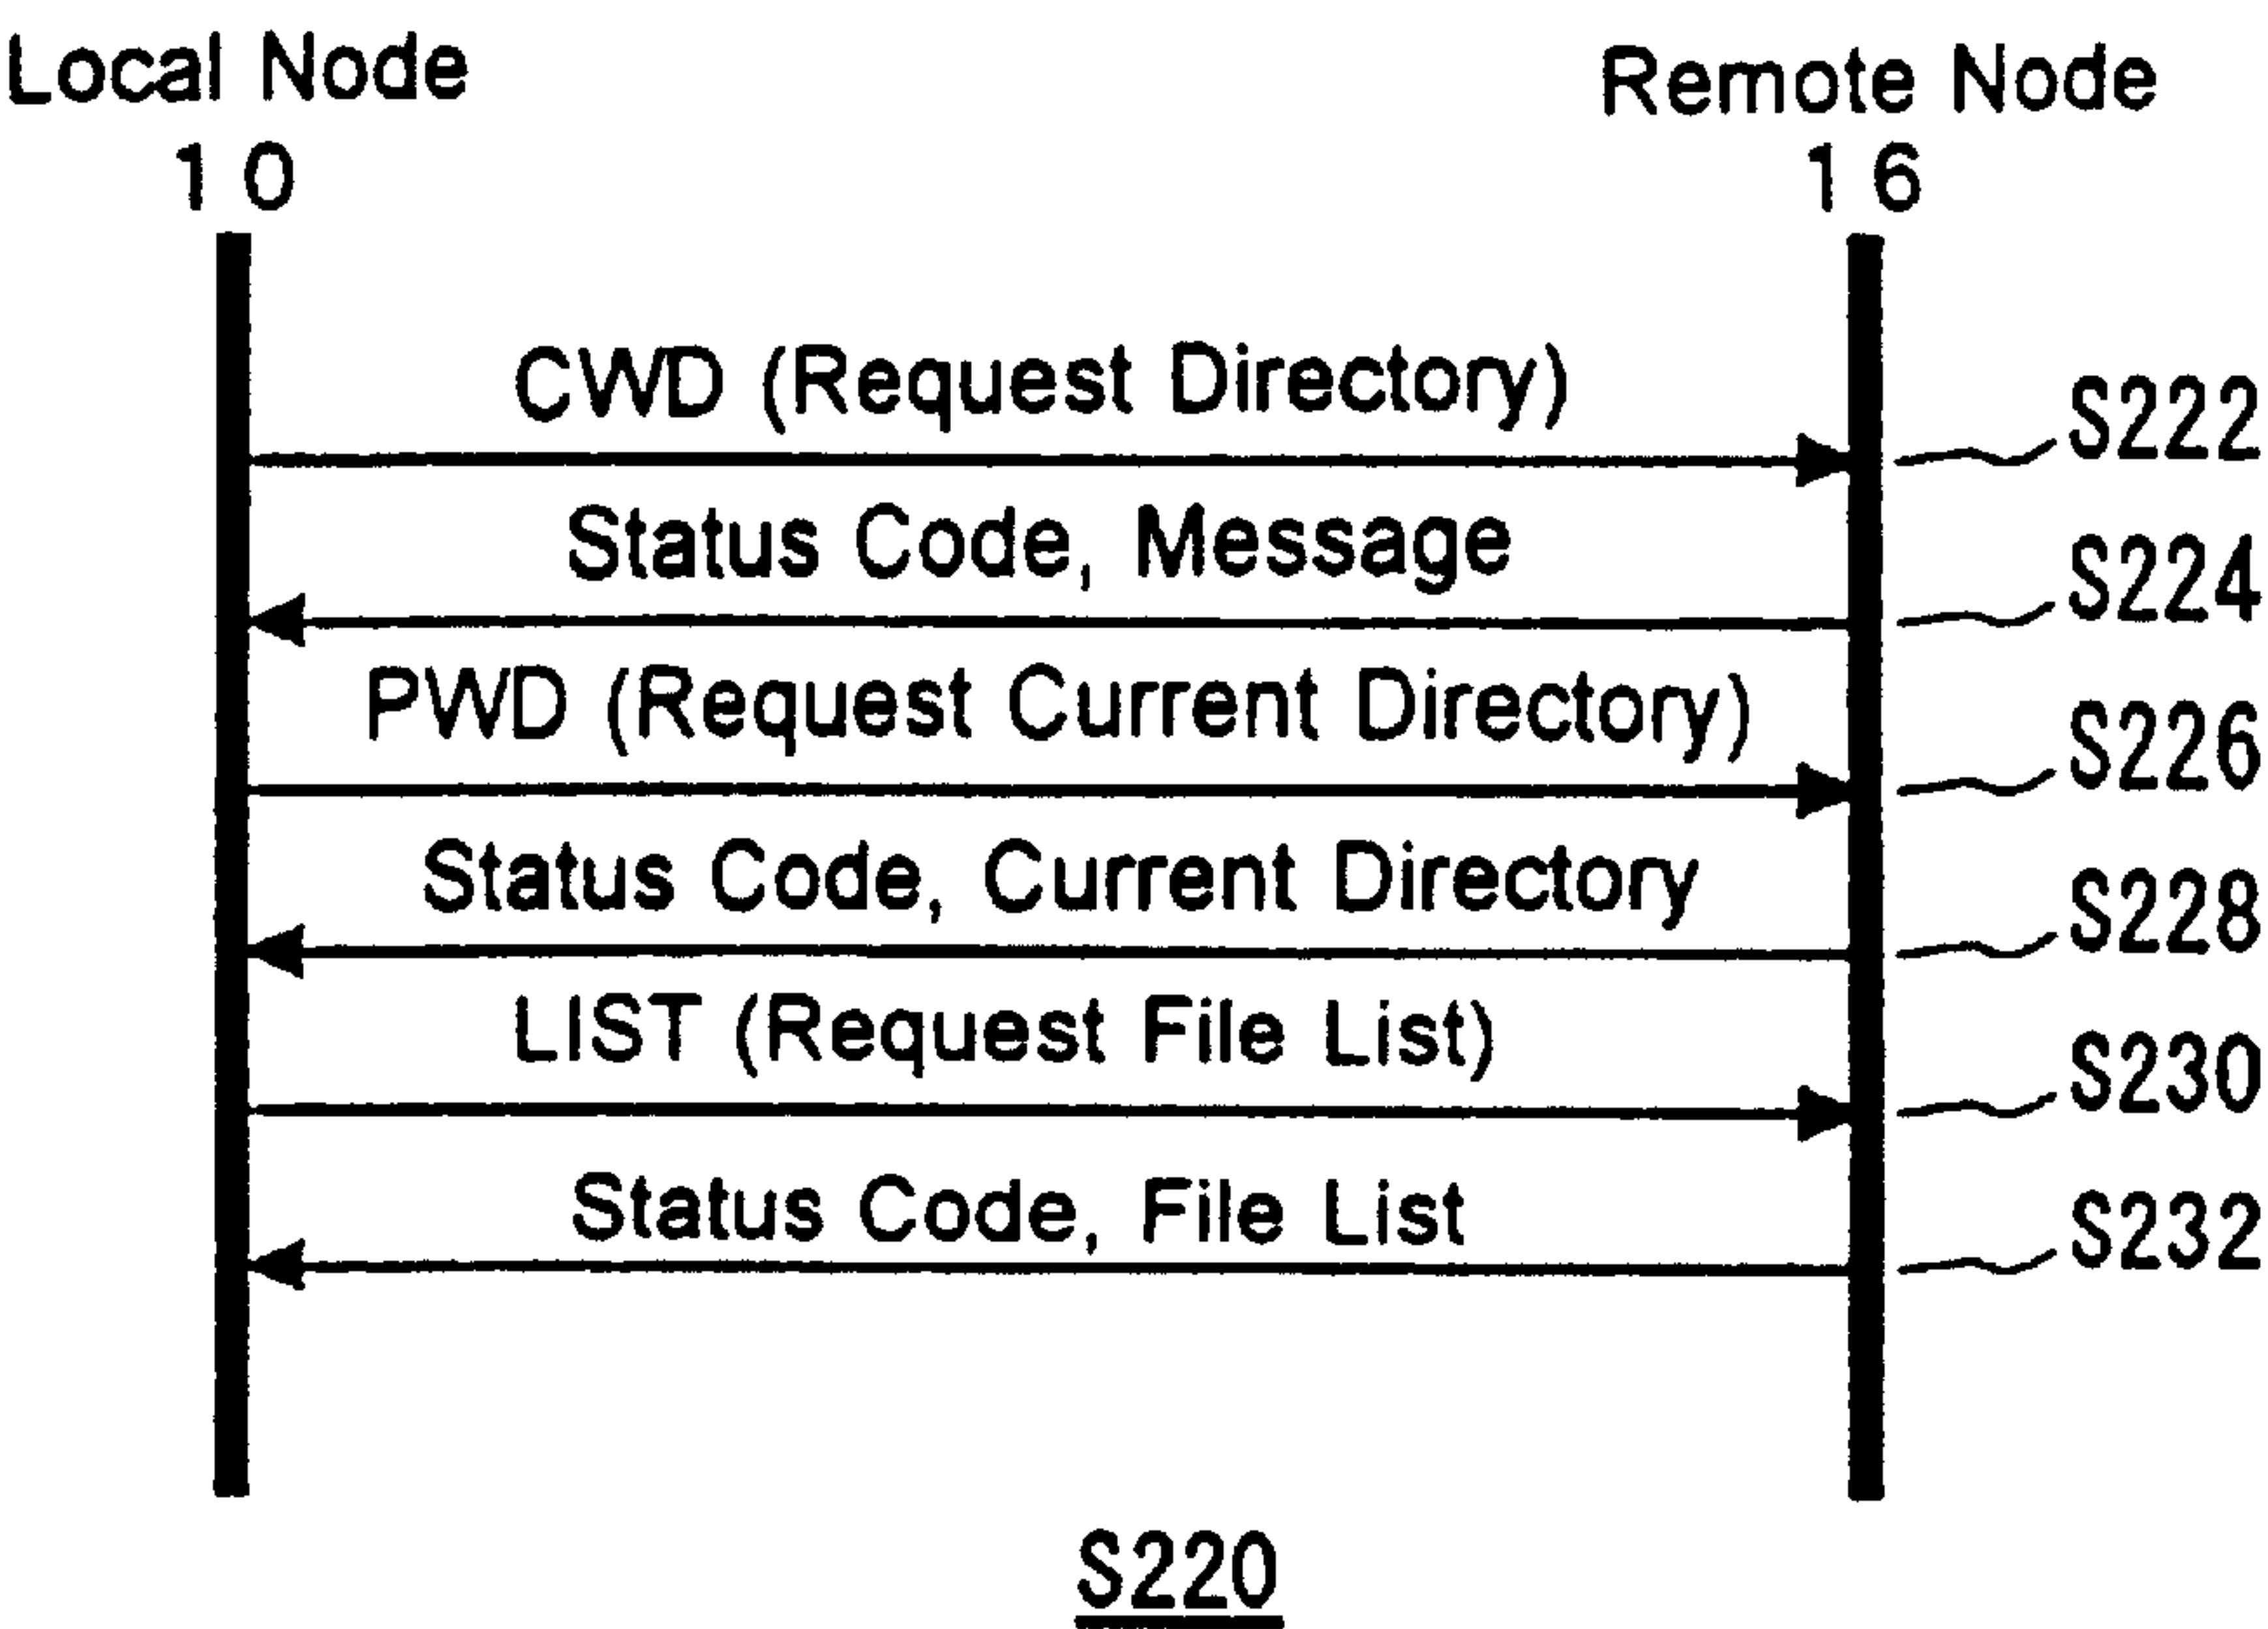 Local Node
Remote Node
10
16
CWD (Request Directory)
S222
Status Code, Message
S224
PWD (Request Current Directory)
S226
Status Code, Current Directory
S228
LIST (Request File List)
S230
Status Code, File List
S232
S220